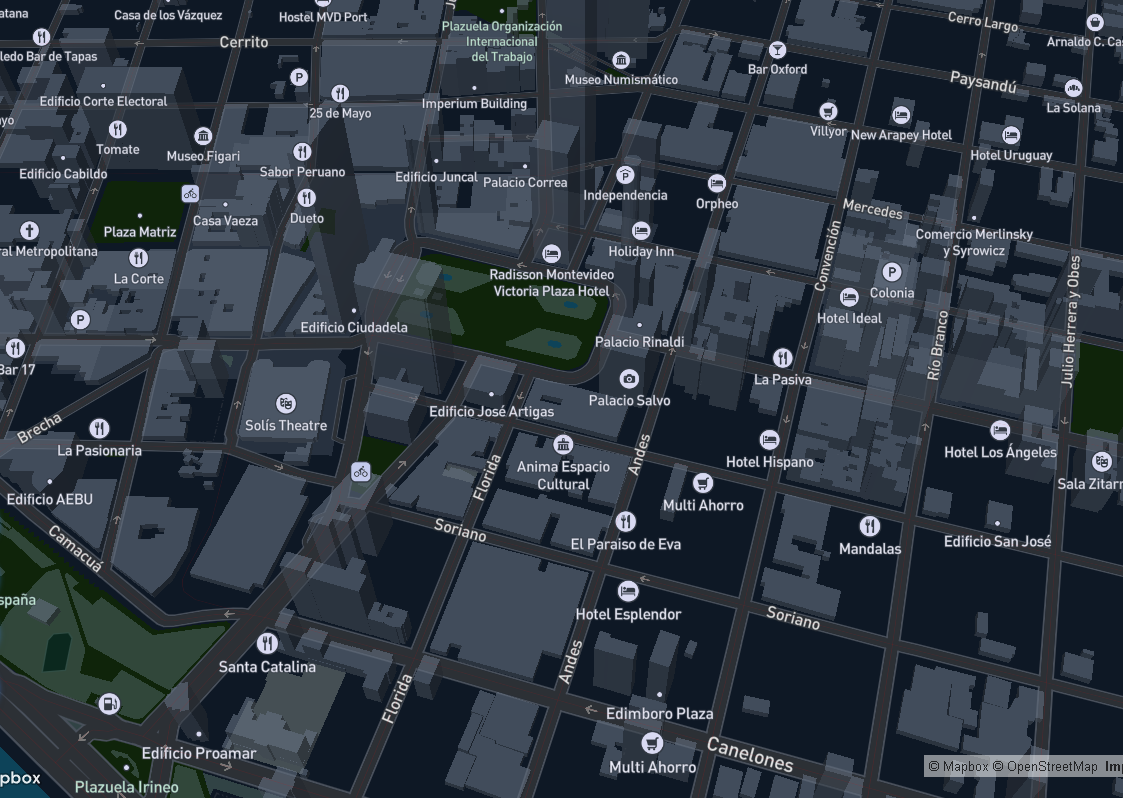 atana
Casa de los Vázquez
Hostel MVD Port
Plazuela Organización
Internacional
del Trabajo
Cerro Largo
Arnaldo C. Cas
Cerrito
ledo Bar de Tapas
Bar Oxford
Museo Numismático
Paysandú
Edificio Corte Electoral
P
Imperium Building
La Solana
25 de Mayo
yo
Villyor
New Arapey Hotel
Tomate
Museo Figari
Hotel Uruguay
Edificio Cabildo
Sabor Peruano
Edificio Juncal
Palacio Correa
P
Independencia
Orpheo
Mercedes
Dueto
Casa Vaeza
Plaza Matriz
Comercio Merlinsky
y Syrowicz
ral Metropolitana
Holiday Inn
Convención
La Corte
Radisson Montevideo
Victoria Plaza Hotel
P
Colonia
Julio Herrera y Obes
Hotel Ideal
P
Edificio Ciudadela
Palacio Rinaldi
Río Branco
Bar 17
La Pasiva
Palacio Salvo
Edificio José Artigas
Solís Theatre
Brecha
La Pasionaria
Andes
Hotel Hispano
Hotel Los Ángeles
Anima Espacio
Cultural
Florida
Sala Zitarr
Edificio AEBU
Multi Ahorro
Soriano
El Paraiso de Eva
Mandalas
Edificio San José
Camacuá
spaña
Hotel Esplendor
Soriano
Santa Catalina
Andes
Florida
Edimboro Plaza
Edificio Proamar
Canelones
Multi Ahorro
pbox
Plazuela Irineo
© Mapbox © OpenStreetMap Imp